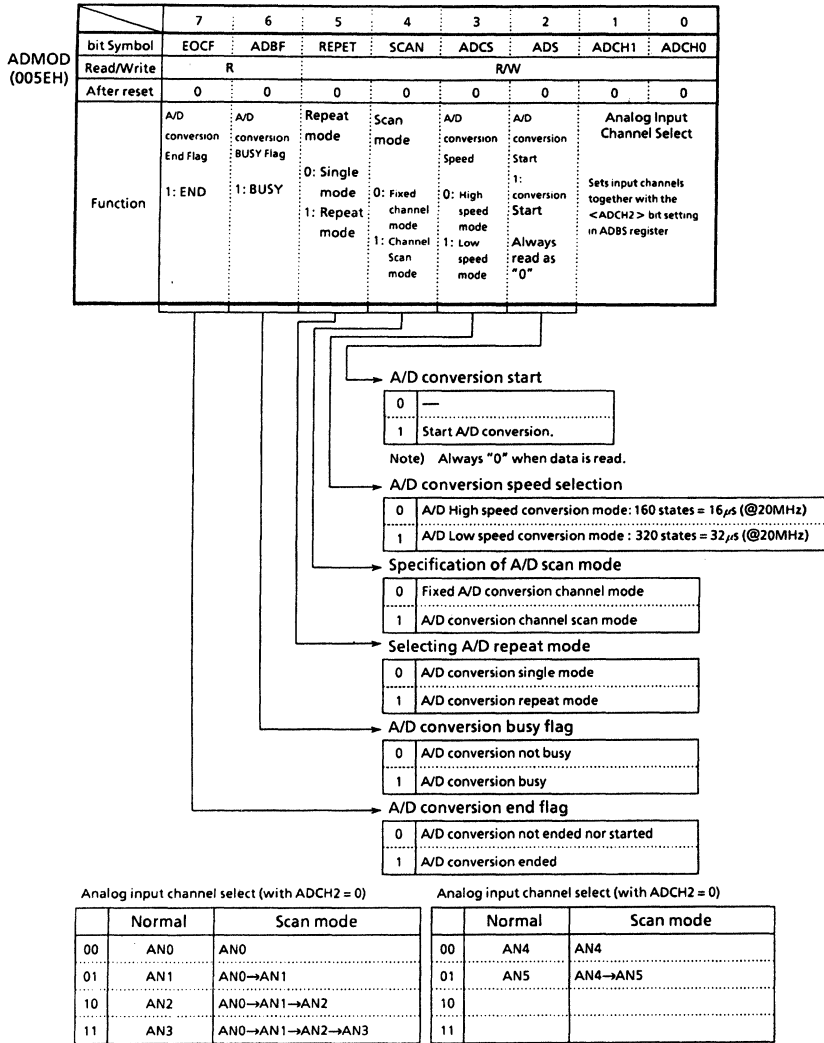 7 6 5 4 3 2 1 0
ADMOD
(005EH)
bit Symbol EOCF ADBF REPET SCAN ADCS ADS ADCH1 ADCH0
Read/Write R R/W
After reset 0 0 0 0 0 0 0 0
Function
A/D
conversion
End Flag
1: END
A/D
conversion
BUSY Flag
1: BUSY
Repeat
mode
0: Single
mode
1: Repeat
mode
Scan
mode
0: Fixed
channel
mode
1: Channel
Scan
mode
A/D
conversion
Speed
0: High
speed
mode
1: Low
speed
mode
A/D
conversion
Start
1:
conversion
Start
Always
read as
"0"
Analog Input
Channel Select
Sets input channels
together with the
<ADCH2> bit setting
in ADBS register
A/D conversion start
0 —
1 Start A/D conversion.
Note) Always "0" when data is read.
A/D conversion speed selection
0 A/D High speed conversion mode: 160 states = 16μs (@20MHz)
1 A/D Low speed conversion mode : 320 states = 32μs (@20MHz)
Specification of A/D scan mode
0 Fixed A/D conversion channel mode
1 A/D conversion channel scan mode
Selecting A/D repeat mode
0 A/D conversion single mode
1 A/D conversion repeat mode
A/D conversion busy flag
0 A/D conversion not busy
1 A/D conversion busy
A/D conversion end flag
0 A/D conversion not ended nor started
1 A/D conversion ended
Analog input channel select (with ADCH2 = 0)
Normal Scan mode
00 AN0 AN0
01 AN1 AN0→AN1
10 AN2 AN0→AN1→AN2
11 AN3 AN0→AN1→AN2→AN3
Analog input channel select (with ADCH2 = 0)
Normal Scan mode
00 AN4 AN4
01 AN5 AN4→AN5
10
11